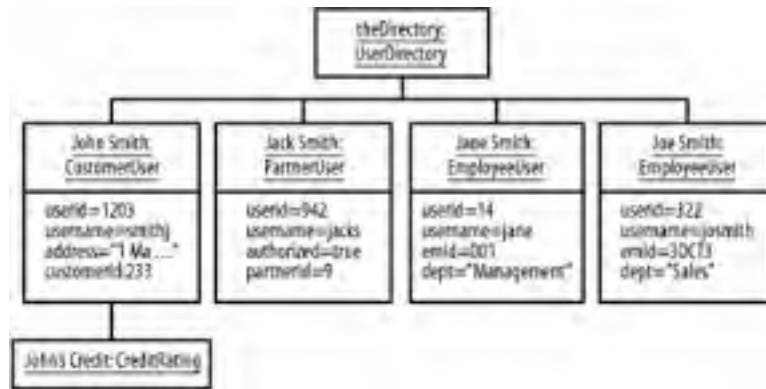 theDirectory:
UserDirectory
John Smith:
CustomerUser
userid=1203
username=smithj
address="1 Ma ..."
customerid:233
Jack Smith:
PartnerUser
userid=942
username=jacks
authorized=true
partnerid=9
Jane Smith:
EmployeeUser
userid=14
username=jane
emid=001
dept="Management"
Joe Smith:
EmployeeUser
userid=322
username=josmith
dept="Sales"
John's Credit: CreditRating